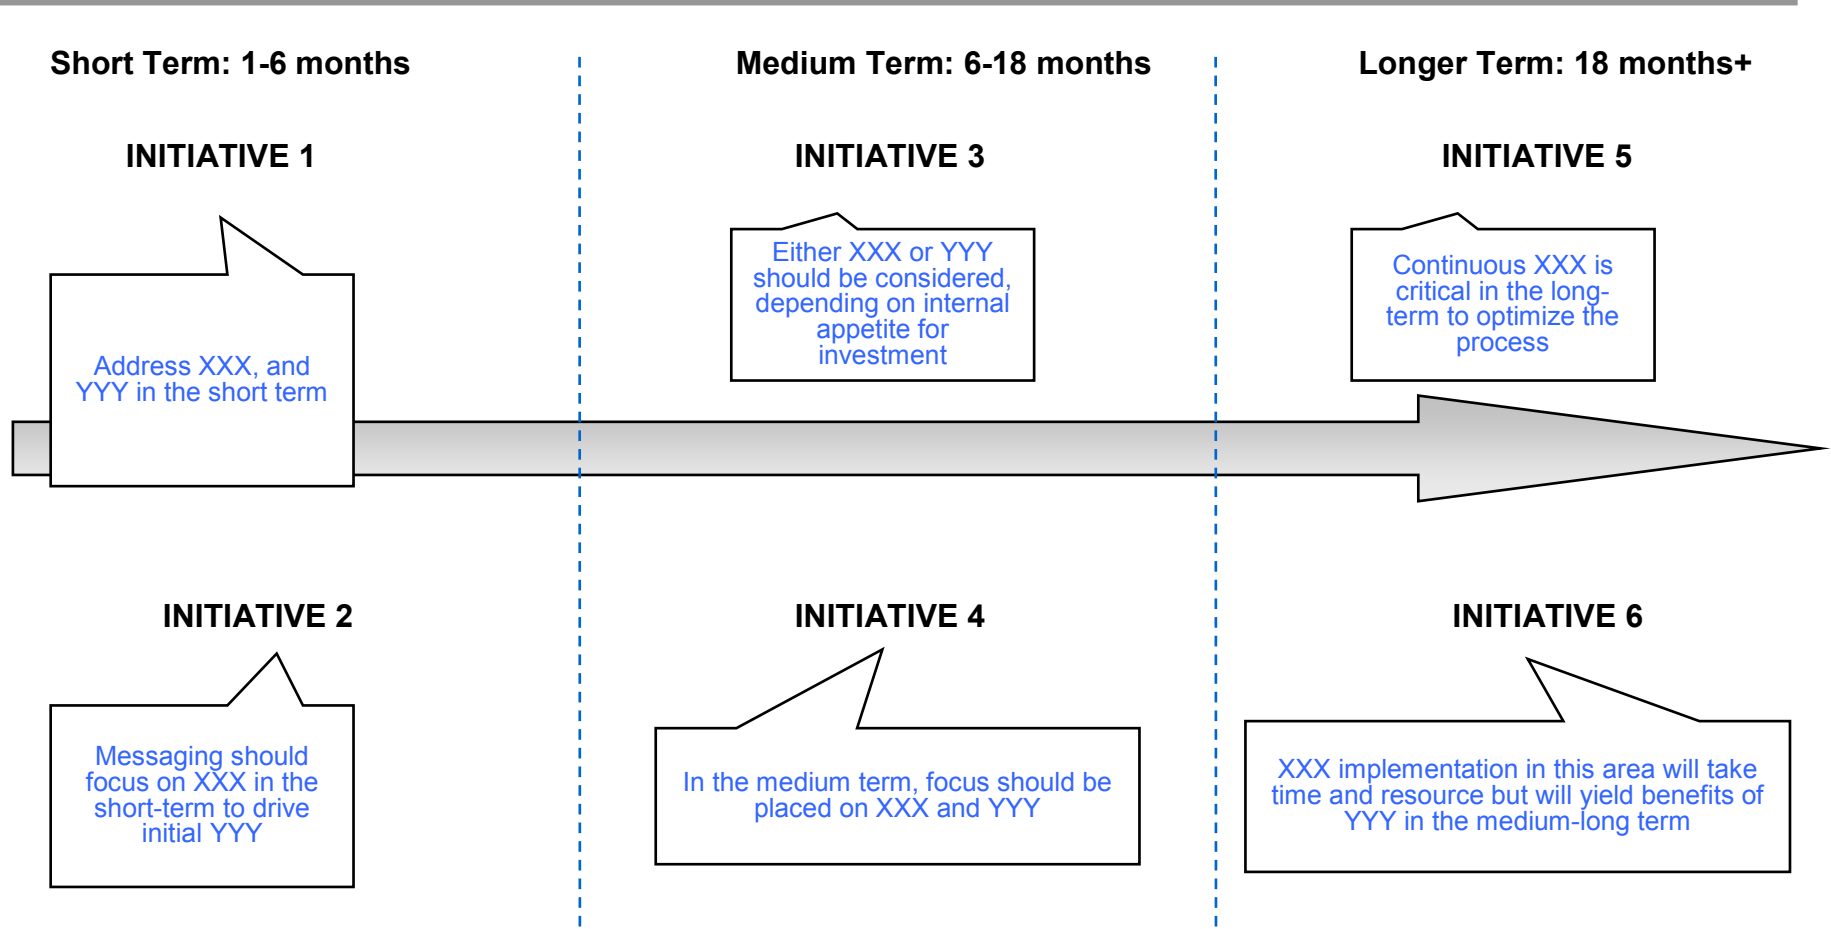 Short Term: 1-6 months
Medium Term: 6-18 months
Longer Term: 18 months+
INITIATIVE 1
INITIATIVE 3
INITIATIVE 5
Address XXX, and
YYY in the short term
Either XXX or YYY
should be considered,
depending on internal
appetite for
investment
Continuous XXX is
critical in the long-
term to optimize the
process
INITIATIVE 2
INITIATIVE 4
INITIATIVE 6
Messaging should
focus on XXX in the
short-term to drive
initial YYY
In the medium term, focus should be
placed on XXX and YYY
XXX implementation in this area will take
time and resource but will yield benefits of
YYY in the medium-long term